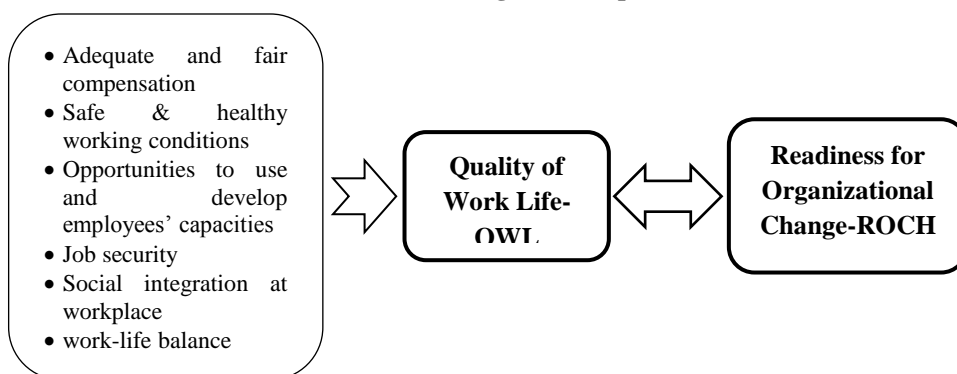 • Adequate and fair
compensation
• Safe & healthy
working conditions
• Opportunities to use
and develop
employees’ capacities
• Job security
• Social integration at
workplace
• work-life balance
Quality of
Work Life-
QWL
Readiness for
Organizational
Change-ROCH